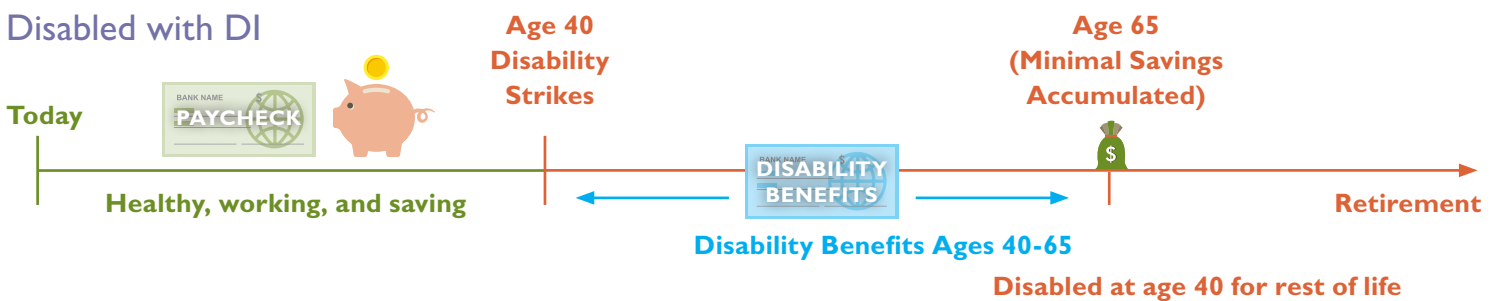 Disabled with DI
Age 40
Disability
Strikes
Age 65
(Minimal Savings
Accumulated)
Today
BANK NAME
$
PAYCHECK
$
BANK NAME
$
DISABILITY
BENEFITS
Healthy, working, and saving
Retirement
Disability Benefits Ages 40-65
Disabled at age 40 for rest of life